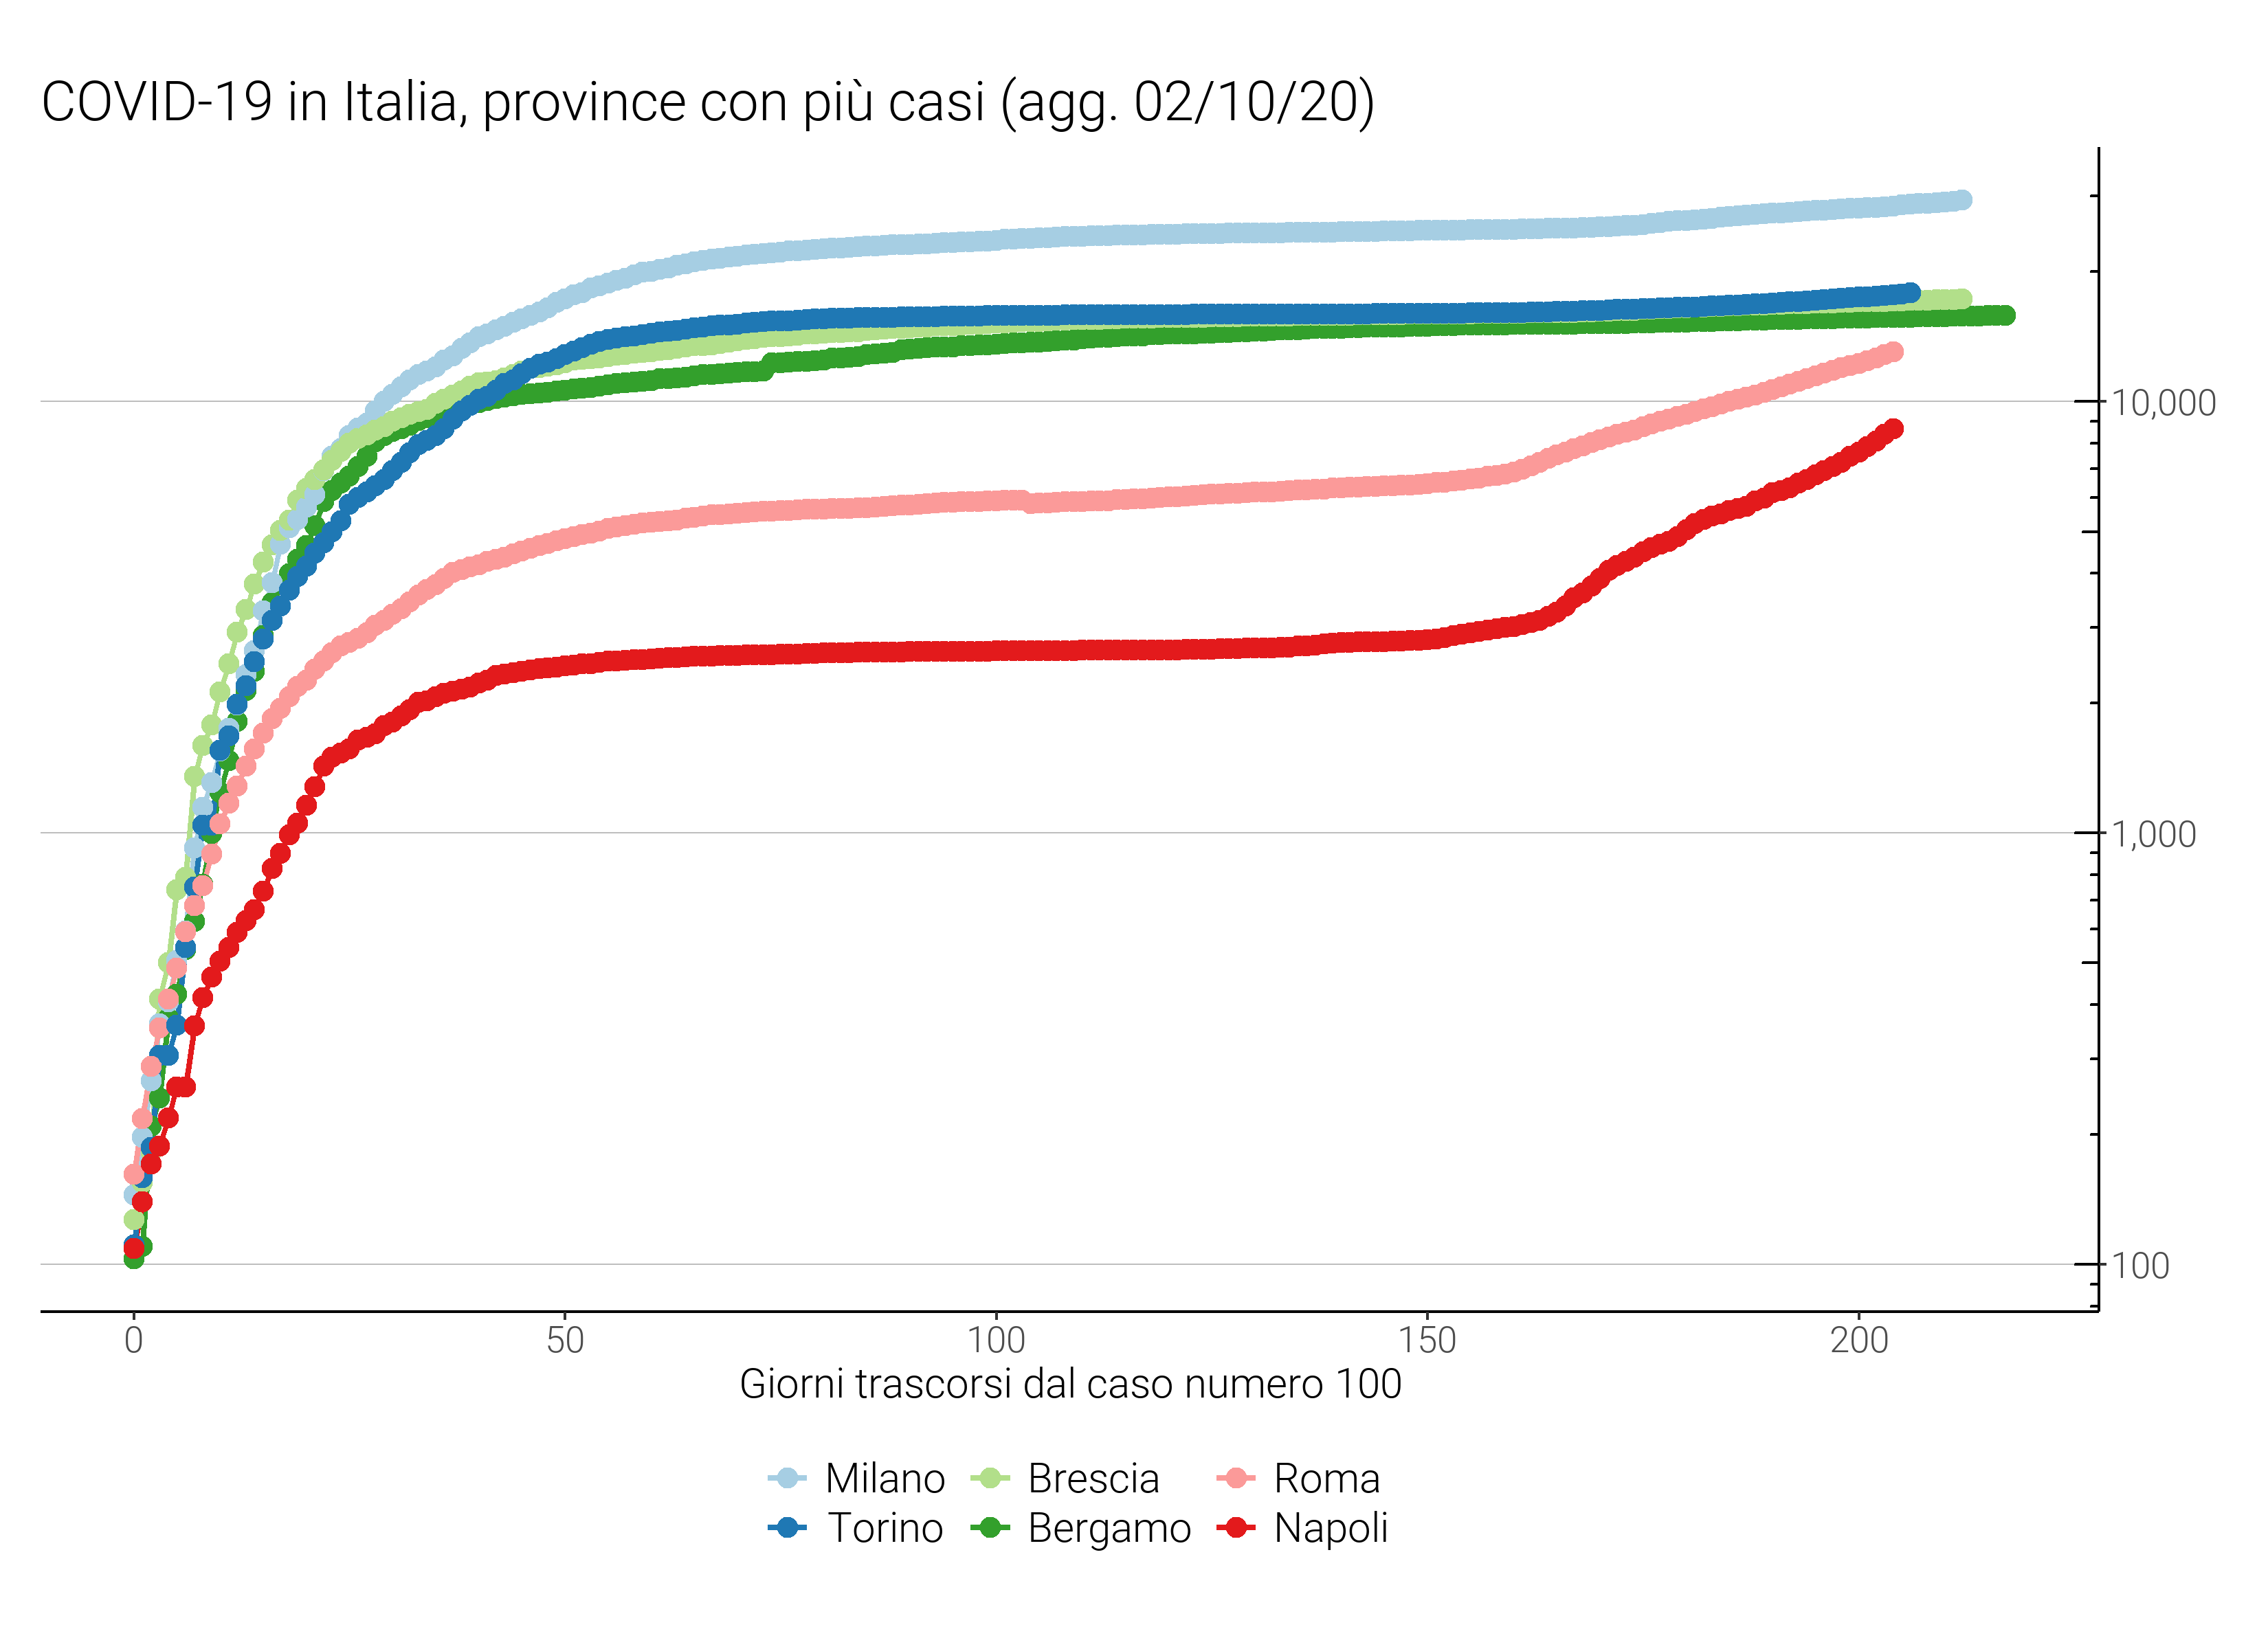 COVID-19 in Italia, province con più casi (agg. 02/10/20)
10,000
1,000
100
0 50 100 150 200
Giorni trascorsi dal caso numero 100
Milano Brescia Roma
Torino Bergamo Napoli